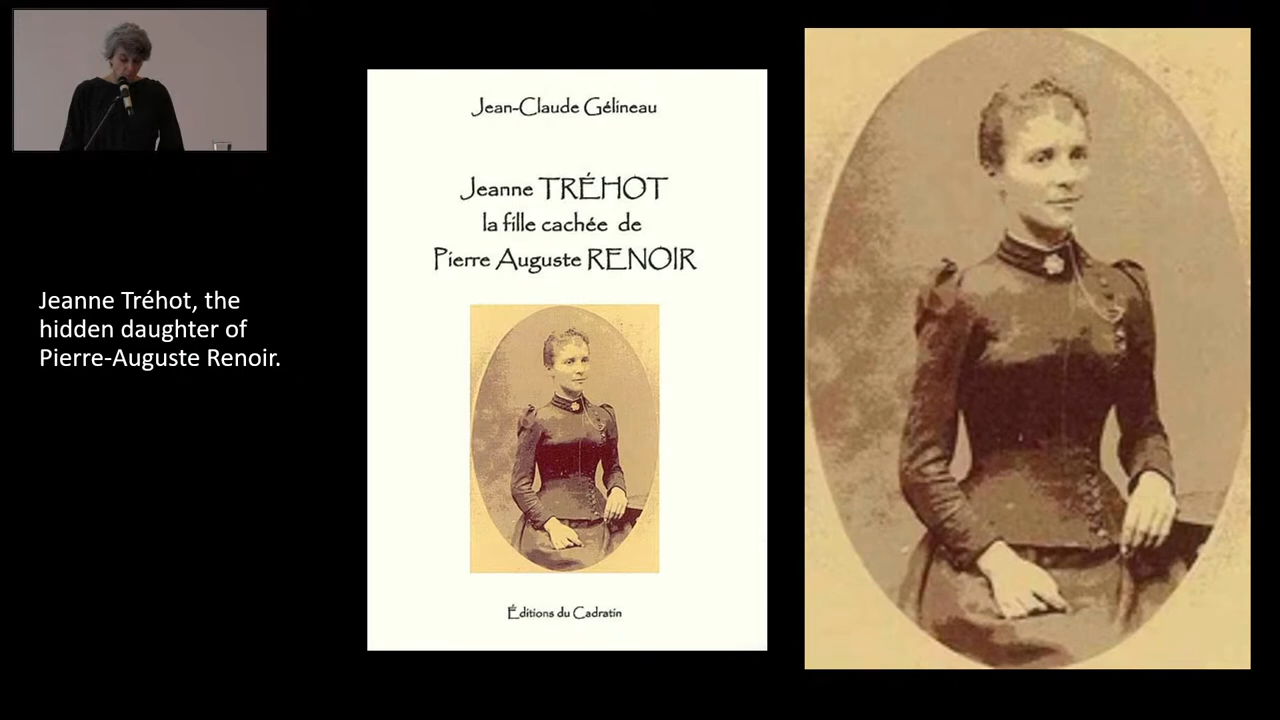 Jeanne Tréhot, the
hidden daughter of
Pierre-Auguste Renoir.
Jean-Claude Gélineau
Jeanne TRÉHOT
la fille cachée de
Pierre Auguste RENOIR
Éditions du Cadratin